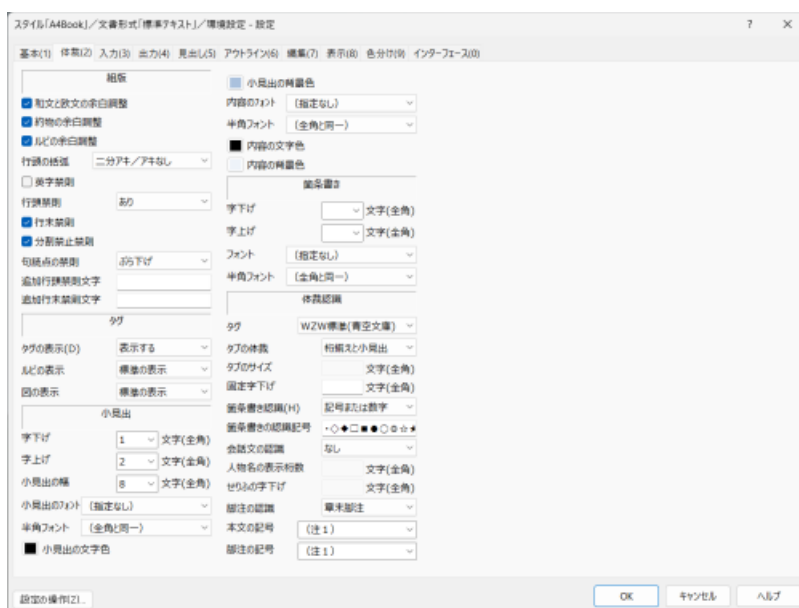 スタイル「A4Book」／文書形式「標準テキスト」／環境設定 - 設定
?
×
基本(1) 体裁(2) 入力(3) 出力(4) 見出し(5) アウトライン(6) 編集(7) 表示(8) 色分け(9) インターフェース(0)
組版
和文と欧文の余白調整
約物の余白調整
ルビの余白調整
行頭の括弧 二分アキ／アキなし
英字禁則
行頭禁則 あり
行末禁則
分割禁止禁則
句読点の禁則 ぶら下げ
追加行頭禁則文字
追加行末禁則文字
タグ
タグの表示(D) 表示する
ルビの表示 標準の表示
図の表示 標準の表示
小見出
字下げ 1 文字(全角)
字上げ 2 文字(全角)
小見出の幅 8 文字(全角)
小見出のフォント (指定なし)
半角フォント (全角と同一)
小見出の文字色
小見出の背景色
内容のフォント (指定なし)
半角フォント (全角と同一)
内容の文字色
内容の背景色
箇条書き
字下げ 文字(全角)
字上げ 文字(全角)
フォント (指定なし)
半角フォント (全角と同一)
体裁認識
タグ WZW標準(青空文庫)
タブの体裁 桁揃えと小見出
タブのサイズ 文字(全角)
固定字下げ 文字(全角)
箇条書き認識(H) 記号または数字
箇条書きの認識記号 ・◇◆□■●○◎☆★
会話文の認識 なし
人物名の表示桁数 文字(全角)
せりふの字下げ 文字(全角)
脚注の認識 章末脚注
本文の記号 (注１)
脚注の記号 (注１)
設定の操作(Z)...
OK キャンセル ヘルプ